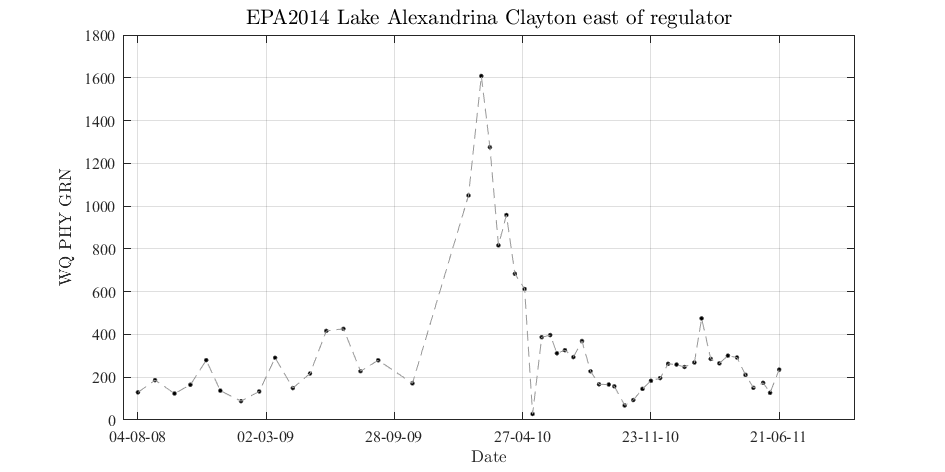 EPA2014 Lake Alexandrina Clayton east of regulator
1800
1600
1400
1200
1000
800
600
400
200
0
WQ PHY GRN
04-08-08 02-03-09 28-09-09 27-04-10 23-11-10 21-06-11
Date